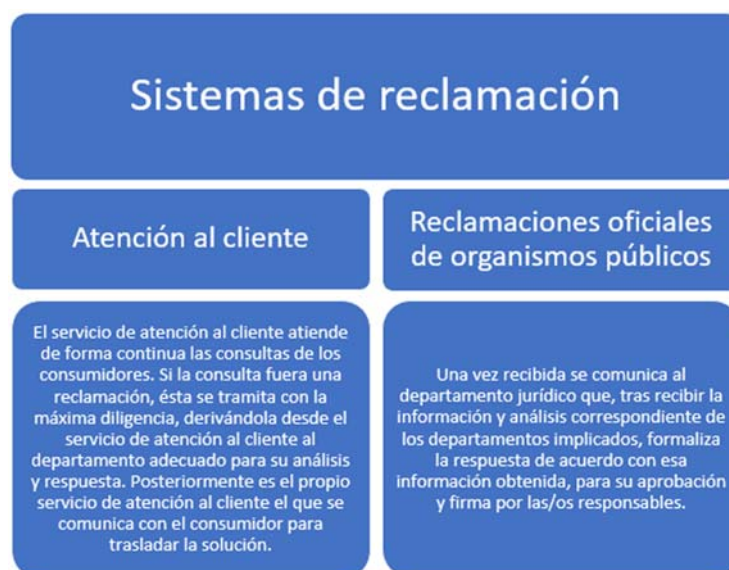 Sistemas de reclamación
Atención al cliente
Reclamaciones oficiales
de organismos públicos
El servicio de atención al cliente atiende
de forma continua las consultas de los
consumidores. Si la consulta fuera una
reclamación, ésta se tramita con la
máxima diligencia, derivándola desde el
servicio de atención al cliente al
departamento adecuado para su análisis
y respuesta. Posteriormente es el propio
servicio de atención al cliente el que se
comunica con el consumidor para
trasladar la solución.
Una vez recibida se comunica al
departamento jurídico que, tras recibir la
información y análisis correspondiente de
los departamentos implicados, formaliza
la respuesta de acuerdo con esa
información obtenida, para su aprobación
y firma por las/os responsables.